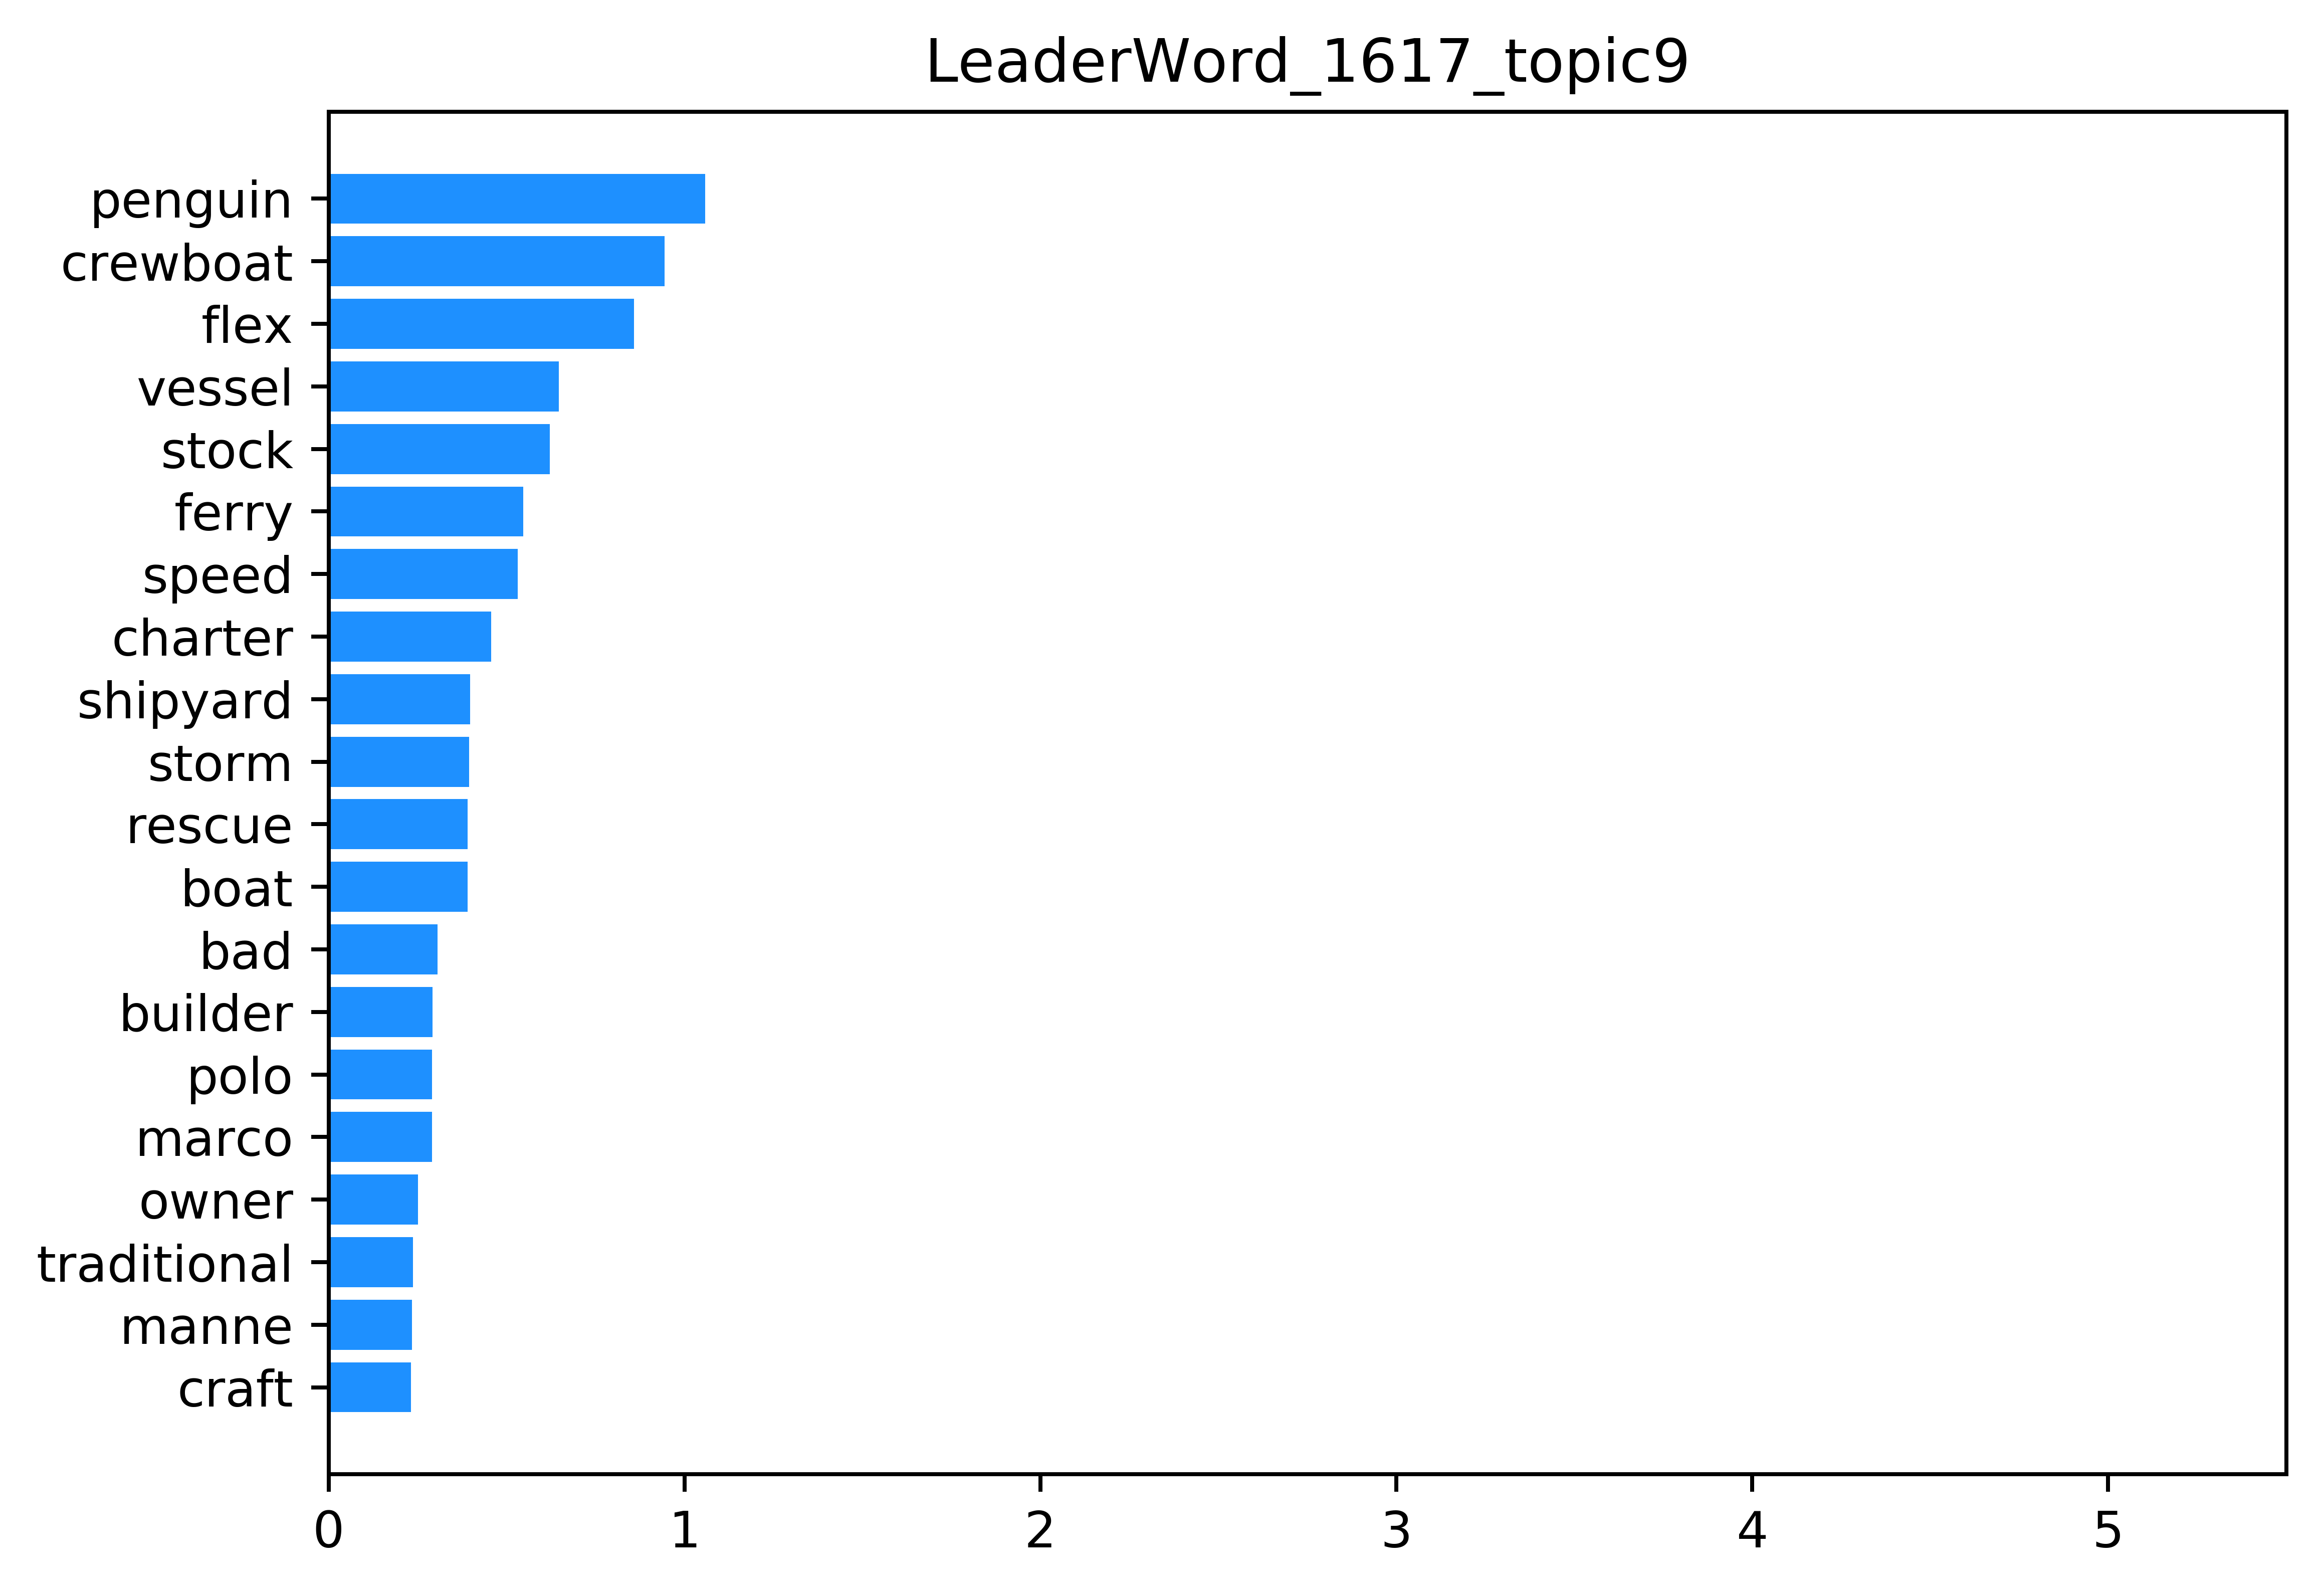 LeaderWord_1617_topic9
penguin
crewboat
flex
vessel
stock
ferry
speed
charter
shipyard
storm
rescue
boat
bad
builder
polo
marco
owner
traditional
manne
craft
0 1 2 3 4 5